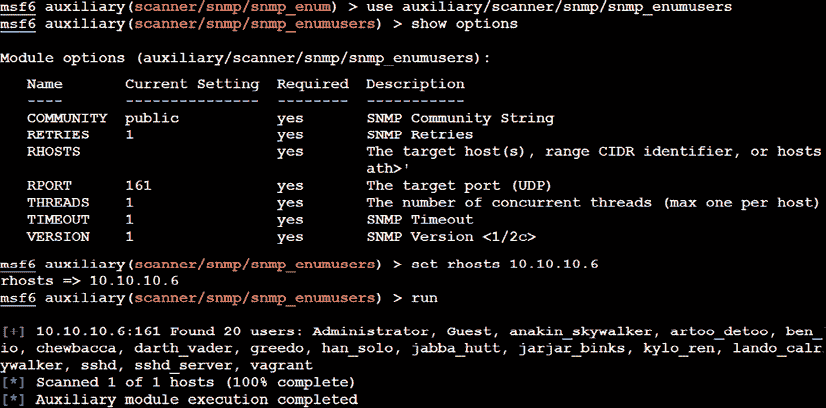 msf6 auxiliary(scanner/snmp/snmp_enum) > use auxiliary/scanner/snmp/snmp_enumusers
msf6 auxiliary(scanner/snmp/snmp_enumusers) > show options
Module options (auxiliary/scanner/snmp/snmp_enumusers):
Name Current Setting Required Description
---- --------------- -------- -----------
COMMUNITY public yes SNMP Community String
RETRIES 1 yes SNMP Retries
RHOSTS yes The target host(s), range CIDR identifier, or hosts
ath>'
RPORT 161 yes The target port (UDP)
THREADS 1 yes The number of concurrent threads (max one per host)
TIMEOUT 1 yes SNMP Timeout
VERSION 1 yes SNMP Version <1/2c>
msf6 auxiliary(scanner/snmp/snmp_enumusers) > set rhosts 10.10.10.6
rhosts => 10.10.10.6
msf6 auxiliary(scanner/snmp/snmp_enumusers) > run
[+] 10.10.10.6:161 Found 20 users: Administrator, Guest, anakin_skywalker, artoo_detoo, ben_
io, chewbacca, darth_vader, greedo, han_solo, jabba_hutt, jarjar_binks, kylo_ren, lando_calr
ywalker, sshd, sshd_server, vagrant
[*] Scanned 1 of 1 hosts (100% complete)
[*] Auxiliary module execution completed